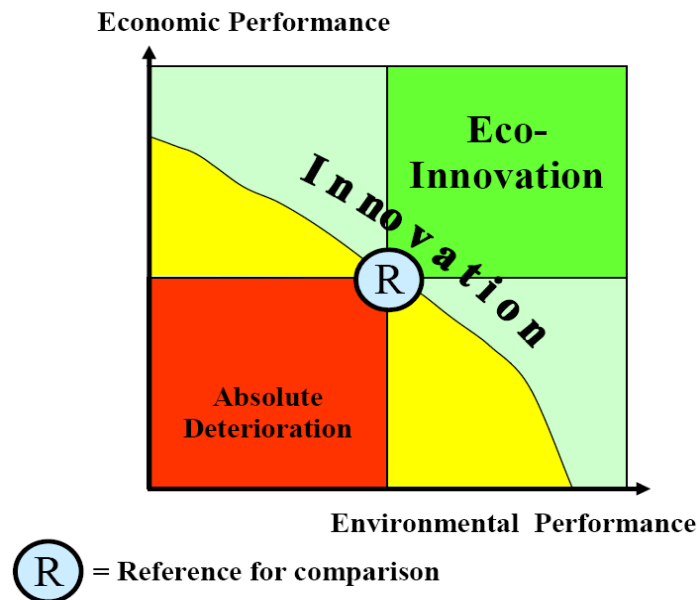 Economic Performance
Eco-
Innovation
Innovation
R
Absolute
Deterioration
Environmental Performance
R = Reference for comparison